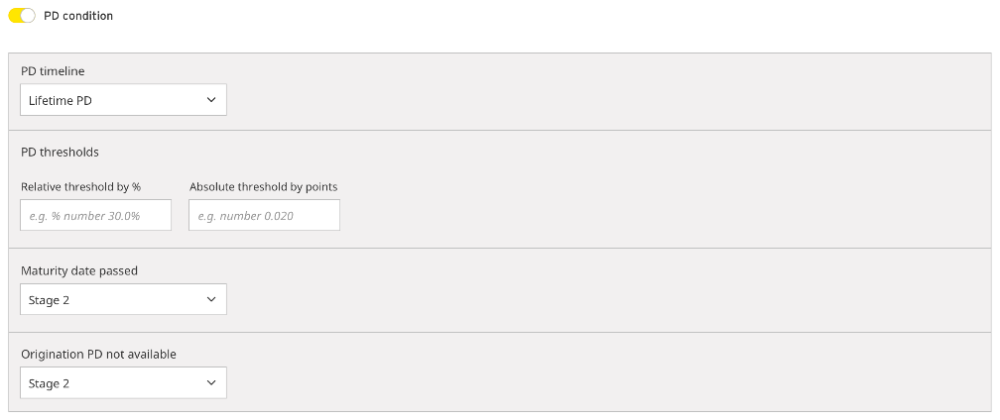 PD condition
PD timeline
Lifetime PD
PD thresholds
Relative threshold by %
Absolute threshold by points
e.g. % number 30.0%
e.g. number 0.020
Maturity date passed
Stage 2
Origination PD not available
Stage 2